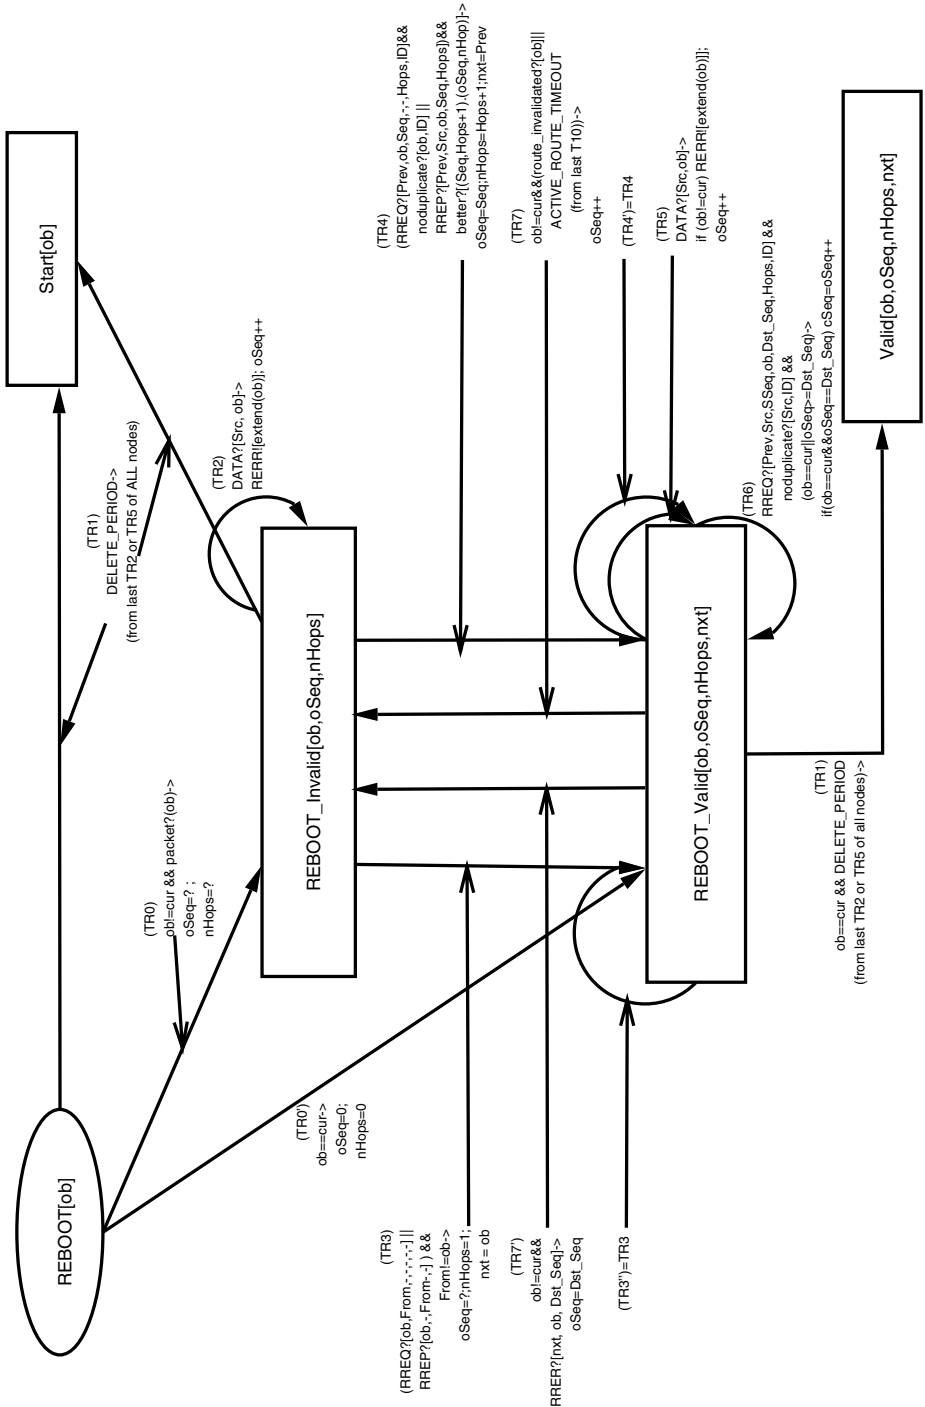 REBOOT[ob]
Start[ob]
(TR1)
DELETE_PERIOD->
(from last TR2 or TR5 of ALL nodes)
(TR0)
ob!=cur && packet?(ob)->
oSeq=? ;
nHops=?
(TR2)
DATA?[Src, ob]->
RERR![extend(ob)]; oSeq++
REBOOT_Invalid[ob,oSeq,nHops]
(TR0')
ob==cur->
oSeq=0;
nHops=0
(TR3)
(RREQ?[ob,From,-,-,-,-,-] ||
RREP?[ob,-,From-,-] ) &&
From!=ob->
oSeq=?;nHops=1;
nxt = ob
(TR4)
(RREQ?[Prev,ob,Seq,-,-,Hops,ID]&&
noduplicate?[ob,ID] ||
RREP?[Prev,Src,ob,Seq,Hops])&&
better?[(Seq,Hops+1).(oSeq,nHop)]->
oSeq=Seq;nHops=Hops+1;nxt=Prev
(TR7')
ob!=cur&&
RRER?[nxt, ob, Dst_Seq]->
oSeq=Dst_Seq
(TR7)
ob!=cur&&(route_invalidated?[ob]||
ACTIVE_ROUTE_TIMEOUT
(from last T10))->
oSeq++
(TR3'')=TR3
(TR4')=TR4
(TR5)
DATA?[Src,ob]->
if (ob!=cur) RERR![extend(ob)]];
oSeq++
REBOOT_Valid[ob,oSeq,nHops,nxt]
(TR6)
RREQ?[Prev,Src,SSeq,ob,Dst_Seq,Hops,ID] &&
noduplicate?[Src,ID] &&
(ob==cur||oSeq>=Dst_Seq)->
if(ob==cur&&oSeq==Dst_Seq) cSeq=oSeq++
(TR1)
ob==cur && DELETE_PERIOD
(from last TR2 or TR5 of all nodes)->
Valid[ob,oSeq,nHops,nxt]